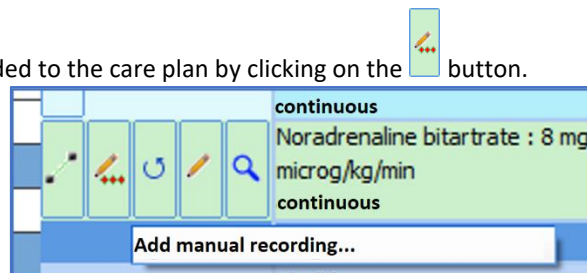 to the care plan by clicking on the button.
continuous
Noradrenaline bitartrate : 8 mg
microg/kg/min
continuous
Add manual recording...